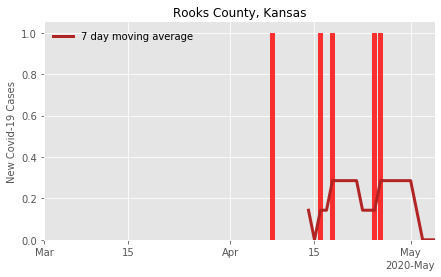 Rooks County, Kansas
7 day moving average
New Covid-19 Cases
1.0
0.8
0.6
0.4
0.2
0.0
Mar
15
Apr
15
May
2020-May